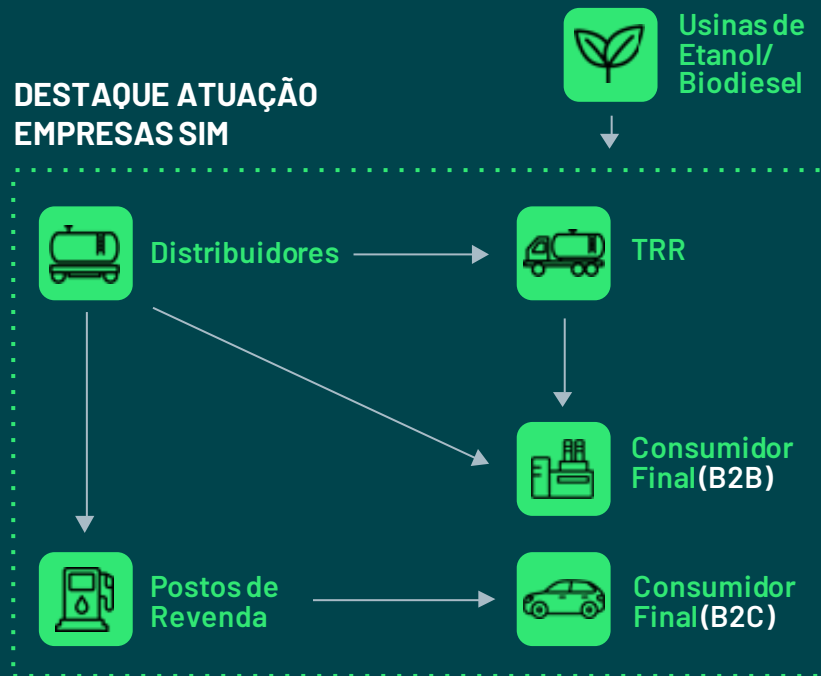 Usinas de
Etanol/
Biodiesel
DESTAQUE ATUAÇÃO
EMPRESAS SIM
Distribuidores
TRR
Consumidor
Final(B2B)
Postos de
Revenda
Consumidor
Final(B2C)